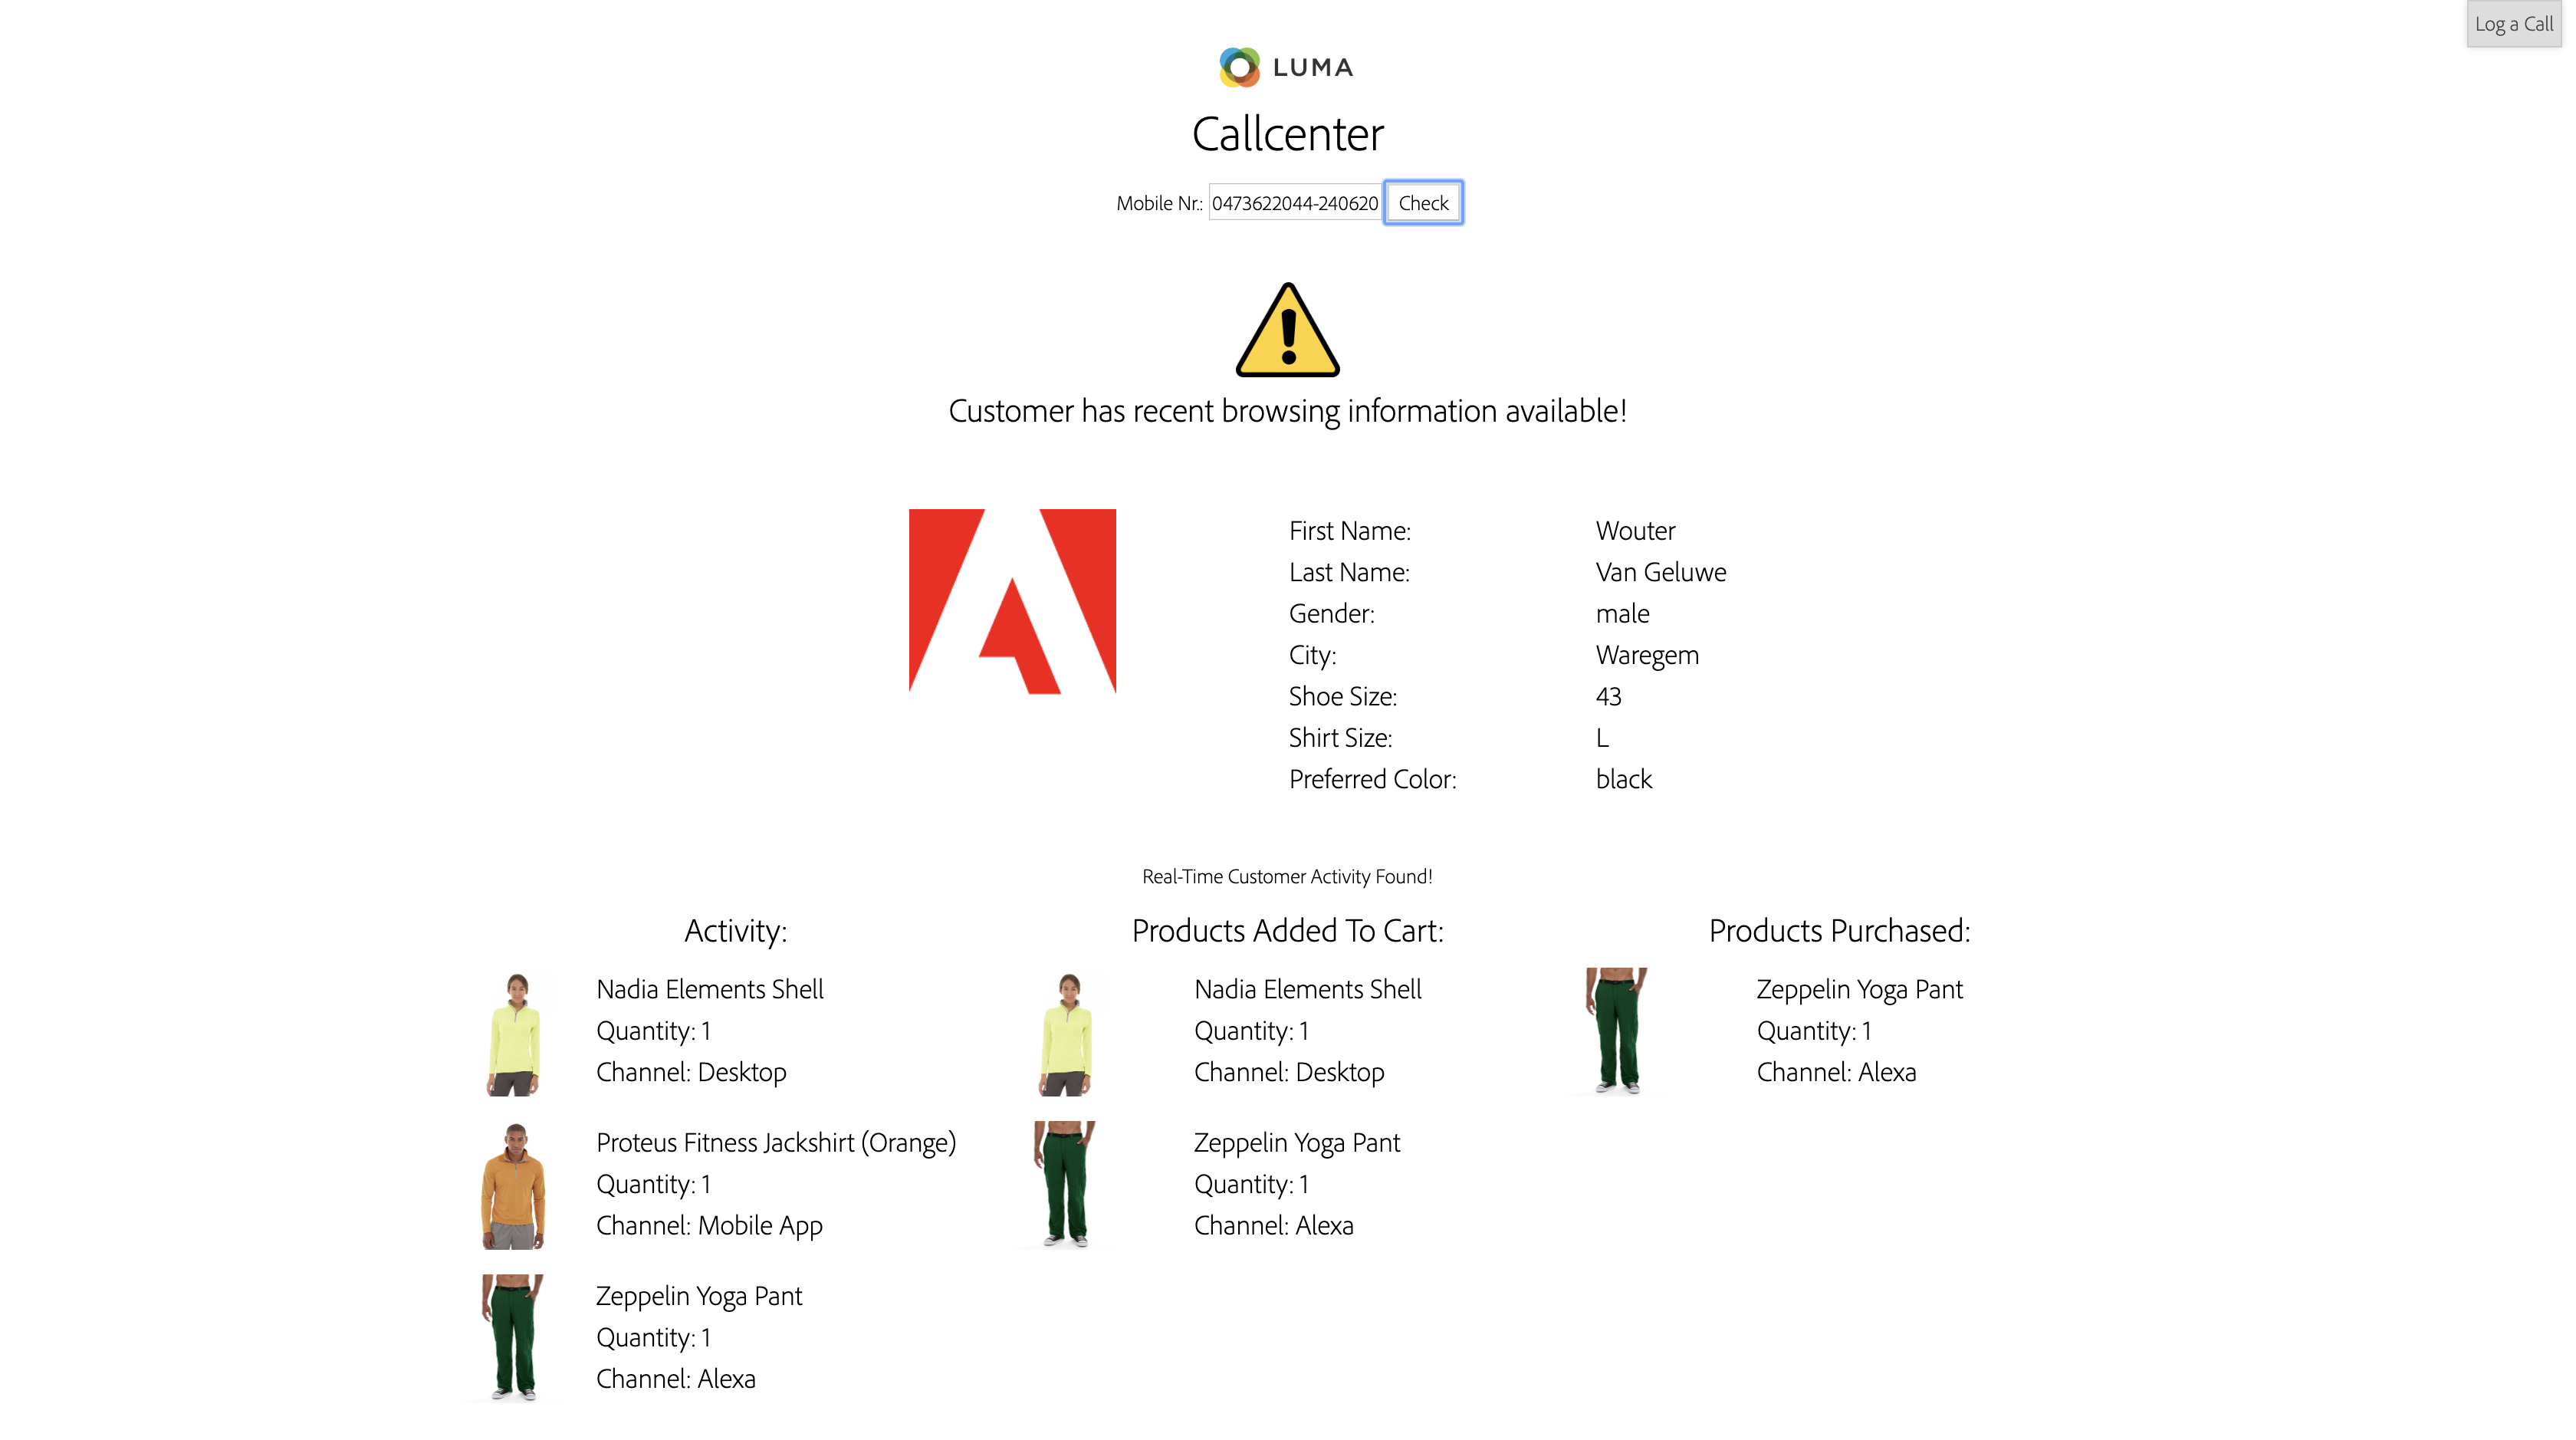 Log a Call
LUMA
Callcenter
Mobile Nr.: 0473622044-240620 Check
Customer has recent browsing information available!
First Name: Wouter
Last Name: Van Geluwe
Gender: male
City: Waregem
Shoe Size: 43
Shirt Size: L
Preferred Color: black
Real-Time Customer Activity Found!
Activity:
Nadia Elements Shell
Quantity: 1
Channel: Desktop
Proteus Fitness Jackshirt (Orange)
Quantity: 1
Channel: Mobile App
Zeppelin Yoga Pant
Quantity: 1
Channel: Alexa
Products Added To Cart:
Nadia Elements Shell
Quantity: 1
Channel: Desktop
Zeppelin Yoga Pant
Quantity: 1
Channel: Alexa
Products Purchased:
Zeppelin Yoga Pant
Quantity: 1
Channel: Alexa